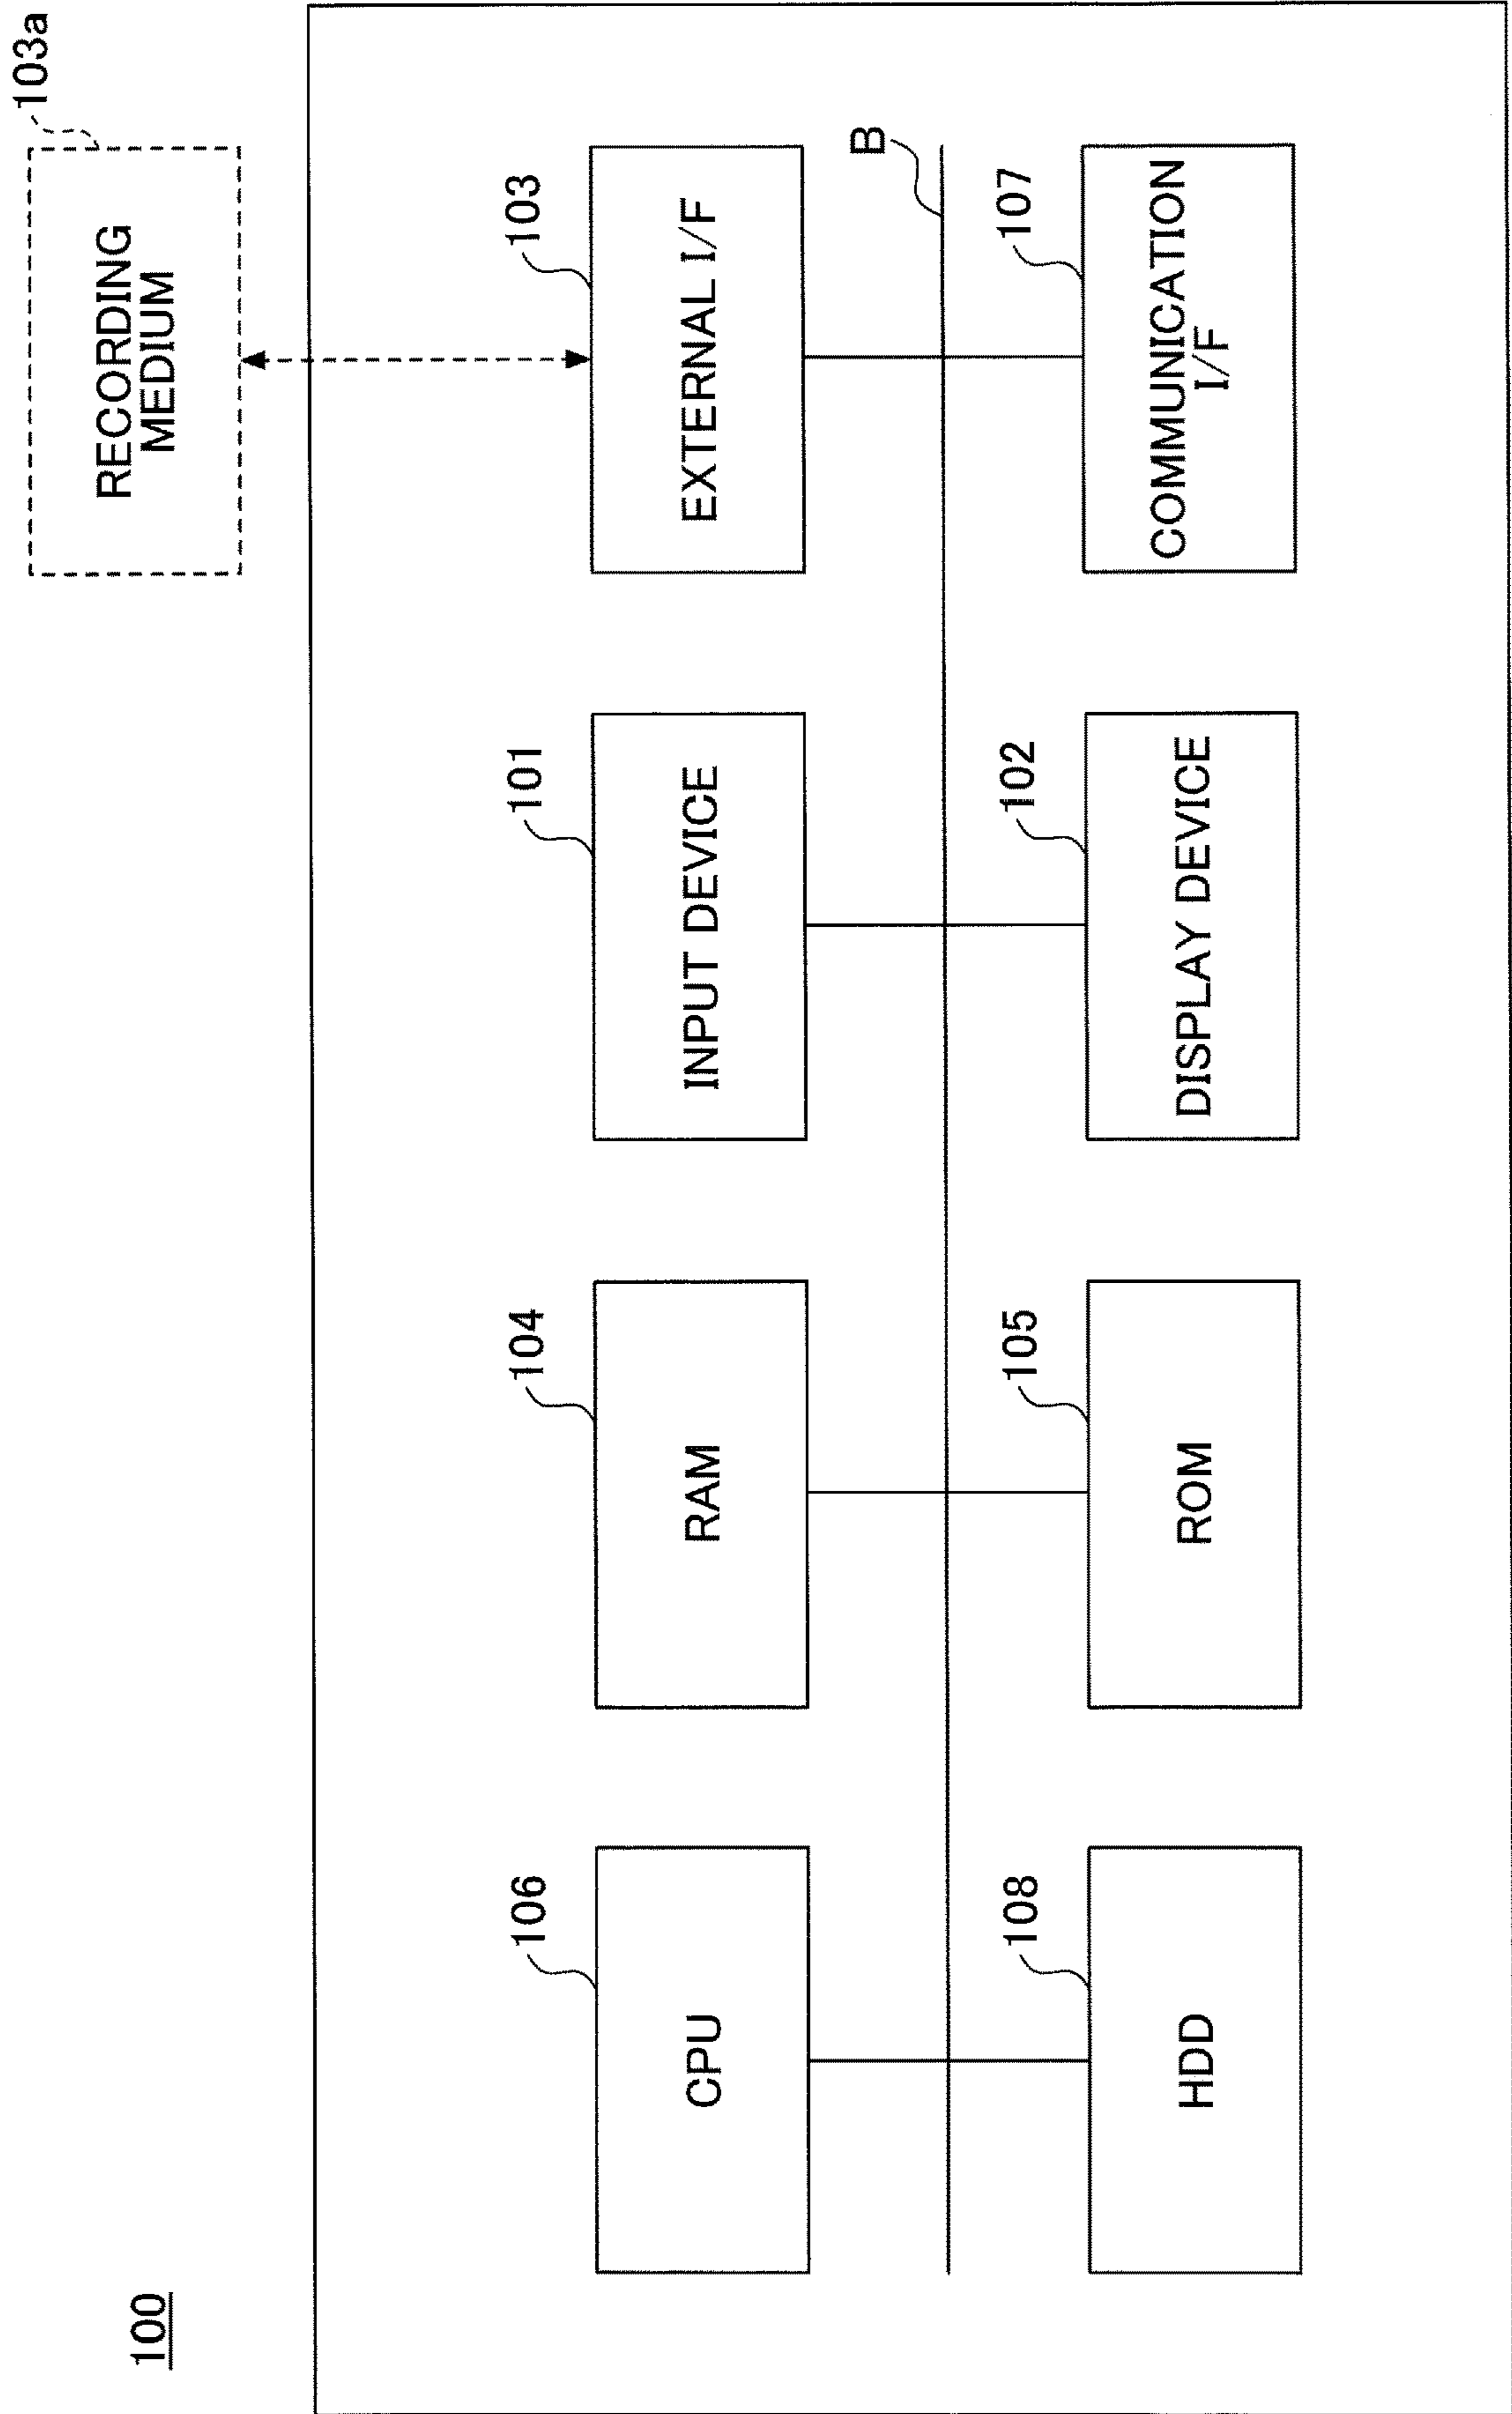 100
103a
RECORDING
MEDIUM
106
CPU
104
RAM
101
INPUT DEVICE
103
EXTERNAL I/F
B
108
HDD
105
ROM
102
DISPLAY DEVICE
107
COMMUNICATION
I/F